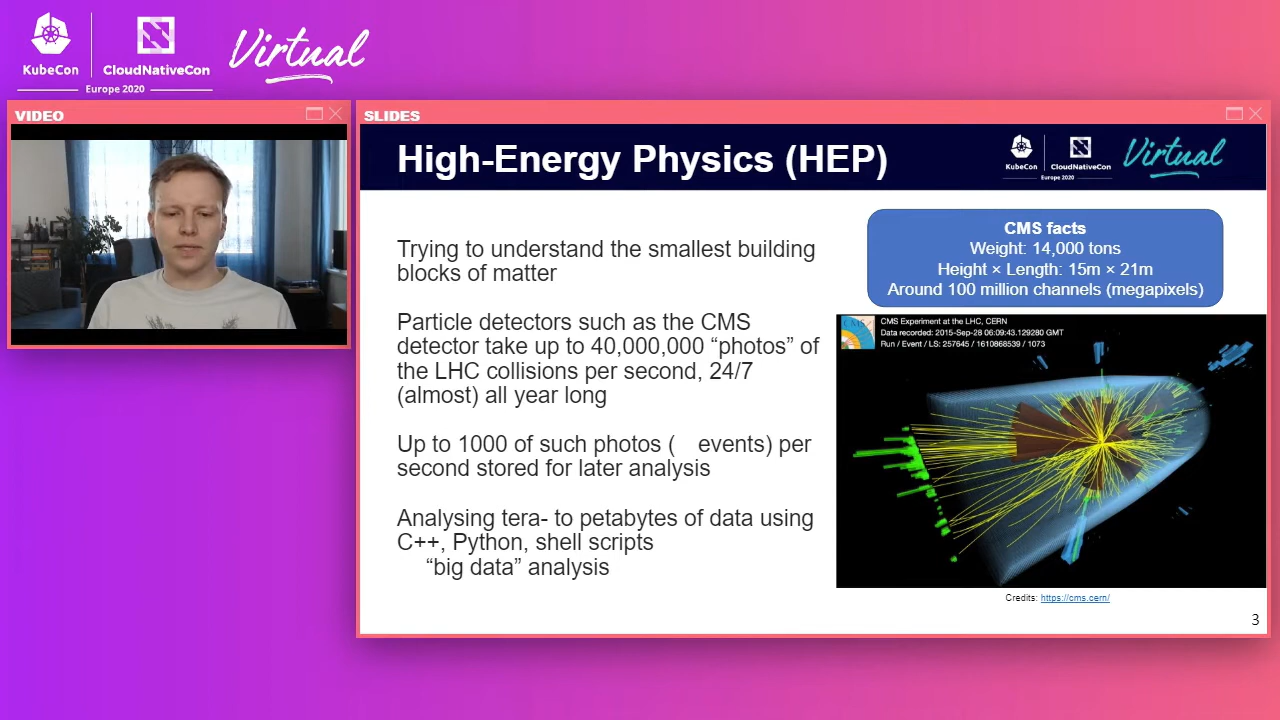 KubeCon
CloudNativeCon
Europe 2020
Virtual
VIDEO
SLIDES
High-Energy Physics (HEP)
KubeCon
CloudNativeCon
Europe 2020
Virtual
Trying to understand the smallest building
blocks of matter
Particle detectors such as the CMS
detector take up to 40,000,000 “photos” of
the LHC collisions per second, 24/7
(almost) all year long
Up to 1000 of such photos ( events) per
second stored for later analysis
Analysing tera- to petabytes of data using
C++, Python, shell scripts
“big data” analysis
CMS facts
Weight: 14,000 tons
Height × Length: 15m × 21m
Around 100 million channels (megapixels)
CMS
CMS Experiment at the LHC, CERN
Data recorded: 2015-Sep-28 06:09:43.129280 GMT
Run / Event / LS: 257645 / 1610868539 / 1073
Credits: https://cms.cern/
3